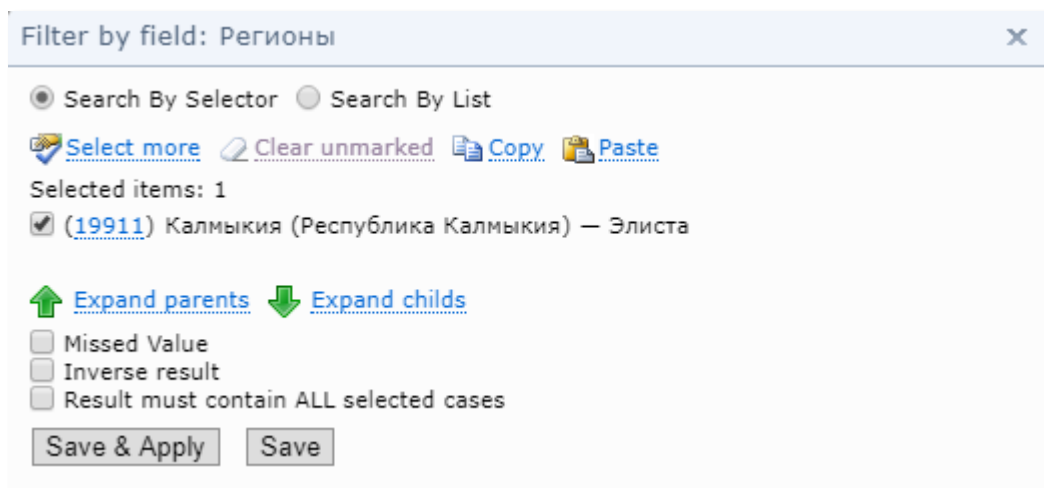 Filter by field: Регионы
Search By Selector Search By List
Select more Clear unmarked Copy Paste
Selected items: 1
(19911) Калмыкия (Республика Калмыкия) — Элиста
Expand parents Expand childs
Missed Value
Inverse result
Result must contain ALL selected cases
Save & Apply Save